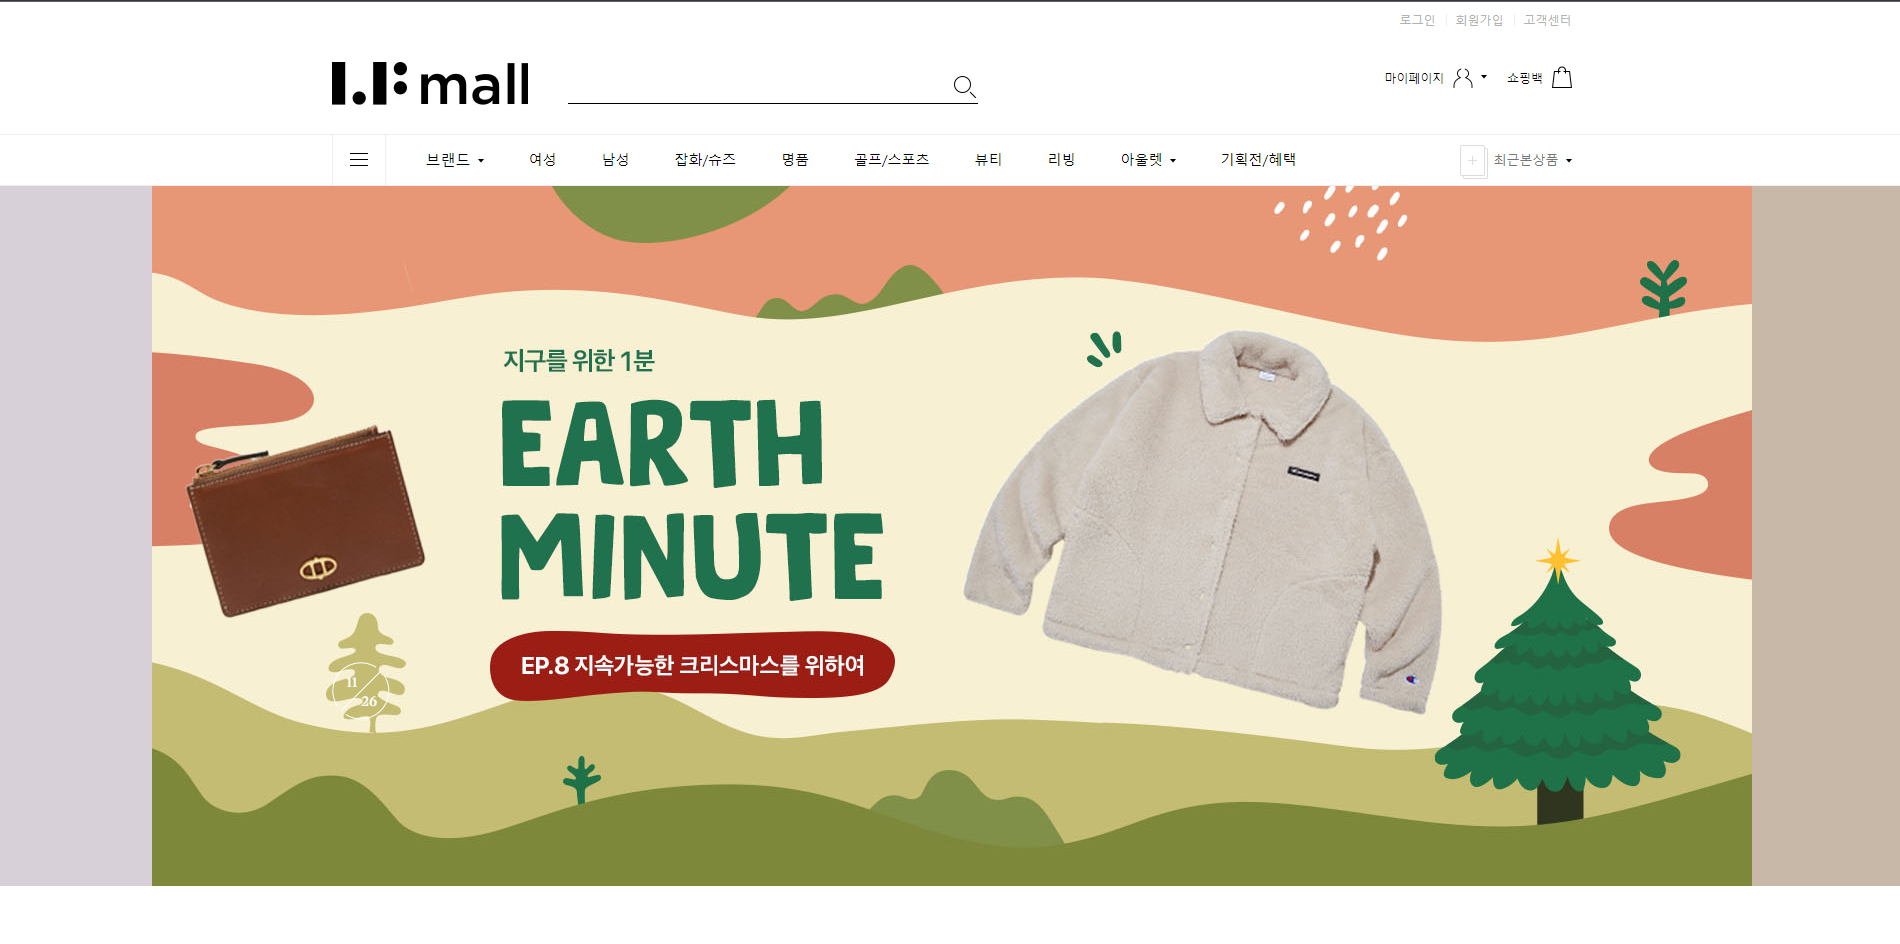 로그인 회원가입 고객센터
LF mall
마이페이지 쇼핑백
브랜드 여성 남성 잡화/슈즈 명품 골프/스포츠 뷰티 리빙 아울렛 기획전/혜택 최근본상품
지구를 위한 1분
EARTH
MINUTE
EP.8 지속가능한 크리스마스를 위하여
11
26